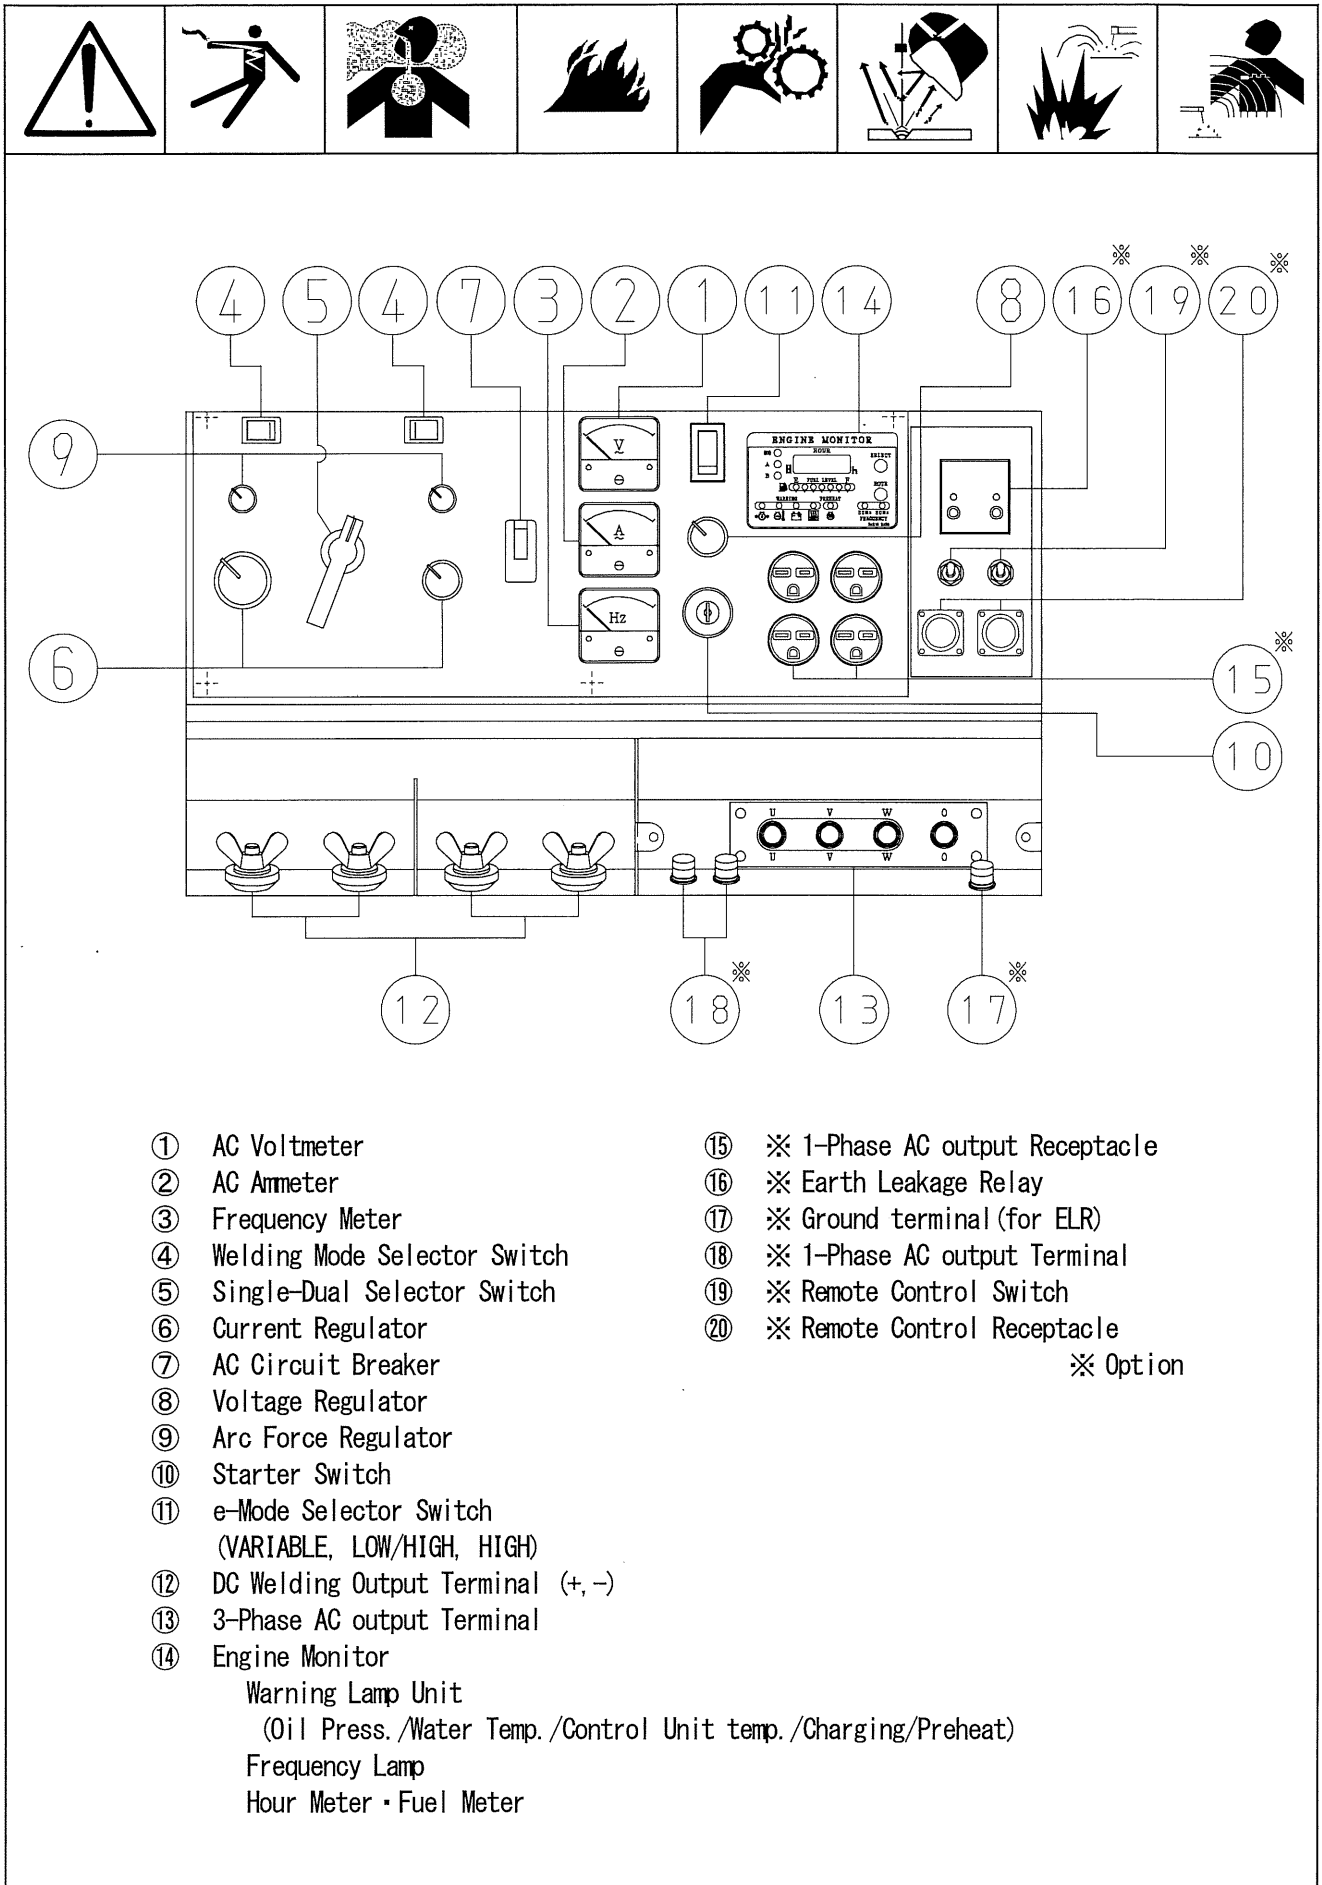 ※ ※ ※
4 5 4 7 3 2 1 11 14 8 16 19 20
9
V
ENGINE MONITOR
HOUR
SELECT
A
B
h
E FUEL LEVEL F
WARNING PREHEAT
FREQUENCY
A
Hz
6
※
15
10
U V W O
U V W O
※ ※
12 18 13 17
① AC Voltmeter
② AC Ammeter
③ Frequency Meter
④ Welding Mode Selector Switch
⑤ Single-Dual Selector Switch
⑥ Current Regulator
⑦ AC Circuit Breaker
⑧ Voltage Regulator
⑨ Arc Force Regulator
⑩ Starter Switch
⑪ e-Mode Selector Switch
(VARIABLE, LOW/HIGH, HIGH)
⑫ DC Welding Output Terminal (+,-)
⑬ 3-Phase AC output Terminal
⑭ Engine Monitor
Warning Lamp Unit
(Oil Press./Water Temp./Control Unit temp./Charging/Preheat)
Frequency Lamp
Hour Meter・Fuel Meter
⑮ ※ 1-Phase AC output Receptacle
⑯ ※ Earth Leakage Relay
⑰ ※ Ground terminal(for ELR)
⑱ ※ 1-Phase AC output Terminal
⑲ ※ Remote Control Switch
⑳ ※ Remote Control Receptacle
※ Option